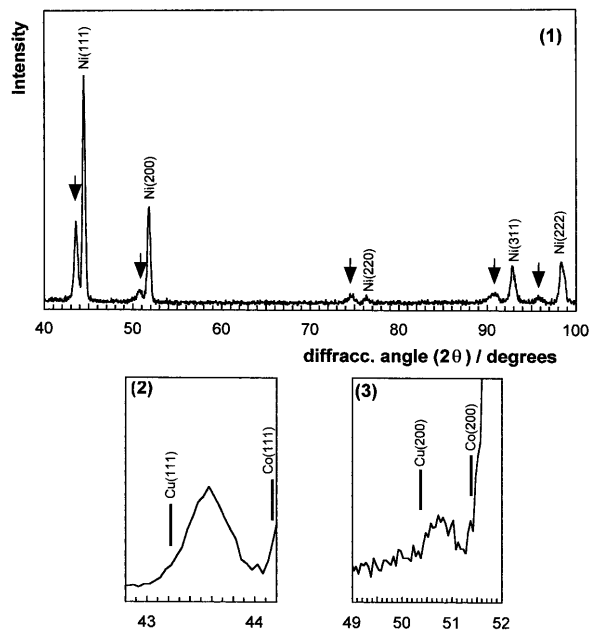 Intensity
(1)
Ni(111)
Ni(200)
Ni(220)
Ni(311)
Ni(222)
40 50 60 70 80 90 100
diffracc. angle (2θ) / degrees
(2)
Cu(111)
Co(111)
43 44
(3)
Cu(200)
Co(200)
49 50 51 52